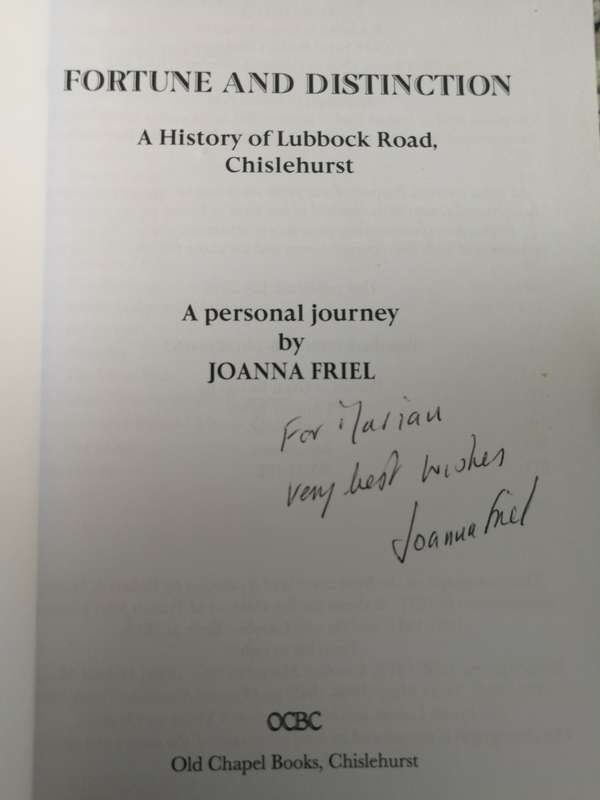 FORTUNE AND DISTINCTION
A History of Lubbock Road,
Chislehurst
A personal journey
by
JOANNA FRIEL
For Marian
very best wishes
Joanna Friel
OCBC
Old Chapel Books, Chislehurst